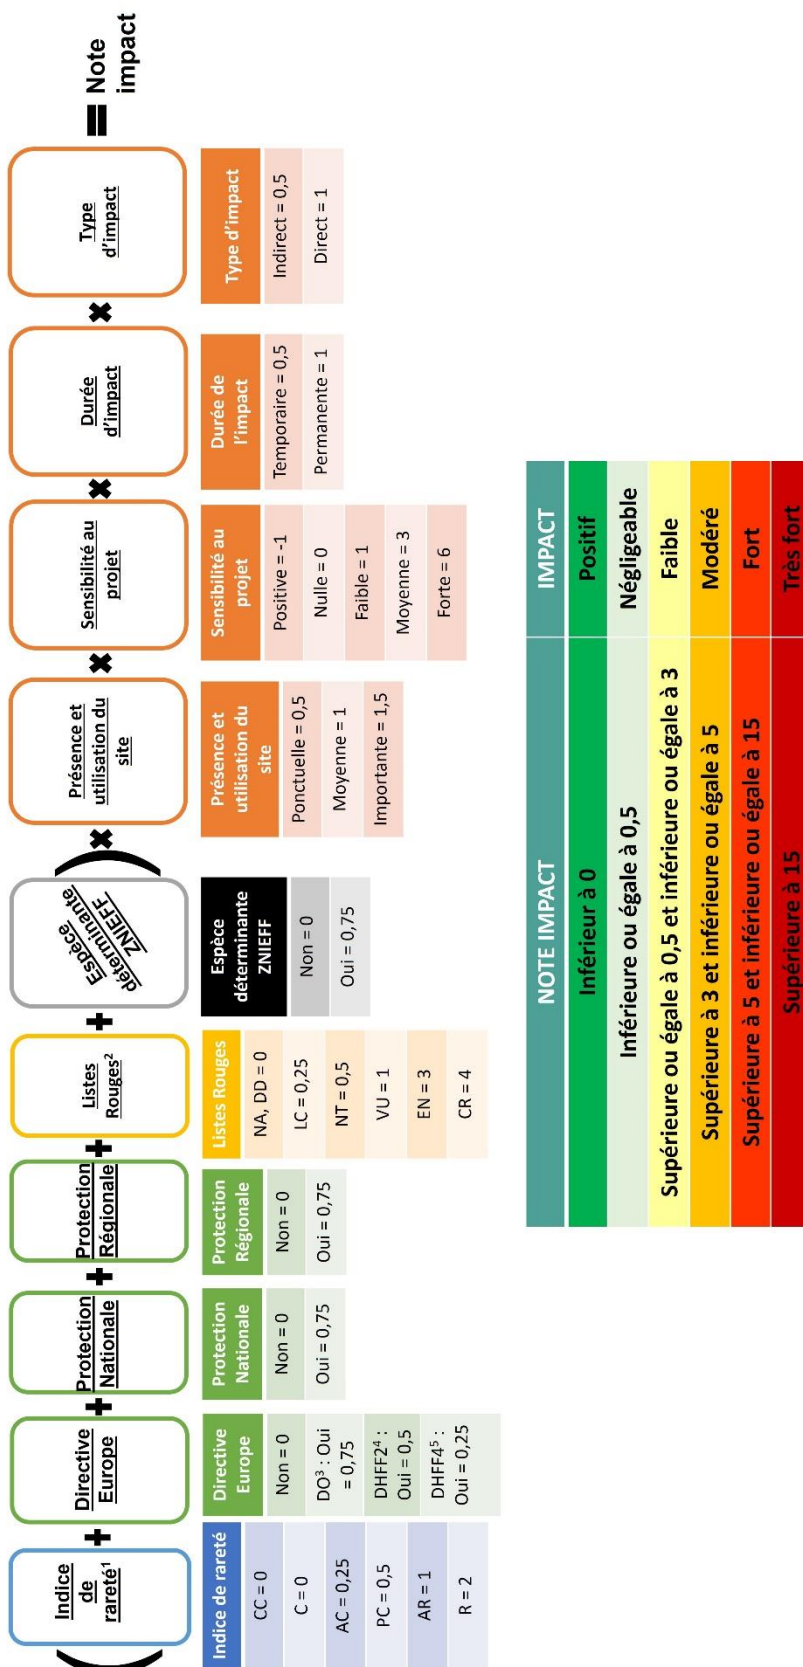 (
Indice
de
rareté¹
+
Directive
Europe
+
Protection
Nationale
+
Protection
Régionale
+
Listes
Rouges²
+
Espèce
déterminante
ZNIEFF
)
×
Présence et
utilisation du
site
×
Sensibilité au
projet
×
Durée
d'impact
×
Type
d'impact
= Note
impact
Indice de rareté
CC = 0
C = 0
AC = 0,25
PC = 0,5
AR = 1
R = 2
Directive
Europe
Non = 0
DO³ : Oui
= 0,75
DHFF2⁴ :
Oui = 0,5
DHFF4⁵ :
Oui = 0,25
Protection
Nationale
Non = 0
Oui = 0,75
Protection
Régionale
Non = 0
Oui = 0,75
Listes Rouges
NA, DD = 0
LC = 0,25
NT = 0,5
VU = 1
EN = 3
CR = 4
Espèce
déterminante
ZNIEFF
Non = 0
Oui = 0,75
Présence et
utilisation du
site
Ponctuelle = 0,5
Moyenne = 1
Importante = 1,5
Sensibilité au
projet
Positive = -1
Nulle = 0
Faible = 1
Moyenne = 3
Forte = 6
Durée de
l'impact
Temporaire = 0,5
Permanente = 1
Type d'impact
Indirect = 0,5
Direct = 1
NOTE IMPACT IMPACT
Inférieur à 0 Positif
Inférieure ou égale à 0,5 Négligeable
Supérieure ou égale à 0,5 et inférieure ou égale à 3 Faible
Supérieure à 3 et inférieure ou égale à 5 Modéré
Supérieure à 5 et inférieure ou égale à 15 Fort
Supérieure à 15 Très fort